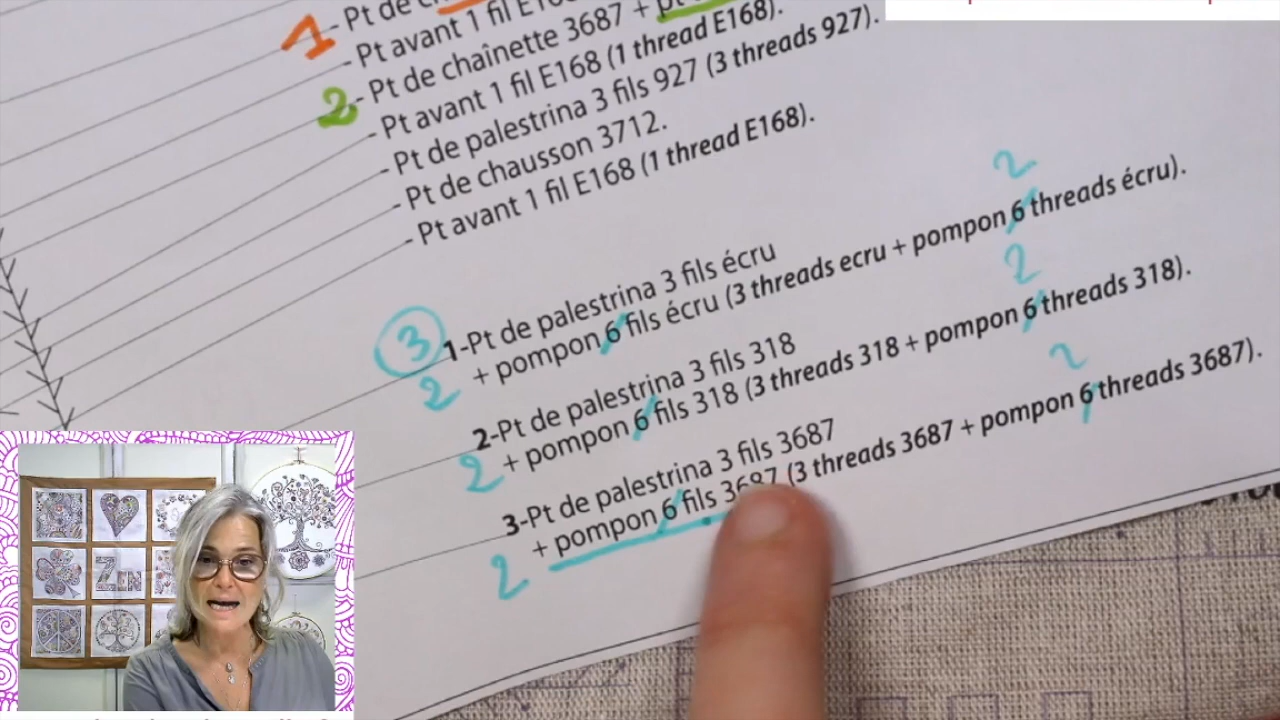 1 - Pt de
- Pt avant 1 fil E168
2 - Pt de chaînette 3687 +
- Pt avant 1 fil E168 (1 thread E168).
- Pt de palestrina 3 fils 927 (3 threads 927).
- Pt de chausson 3712.
- Pt avant 1 fil E168 (1 thread E168).
3 1-Pt de palestrina 3 fils écru
2 + pompon 6 fils écru (3 threads ecru + pompon 6 threads écru). 2
2-Pt de palestrina 3 fils 318
2 + pompon 6 fils 318 (3 threads 318 + pompon 6 threads 318). 2
3-Pt de palestrina 3 fils 3687
2 + pompon 6 fils 3687 (3 threads 3687 + pompon 6 threads 3687). 2
ZEN